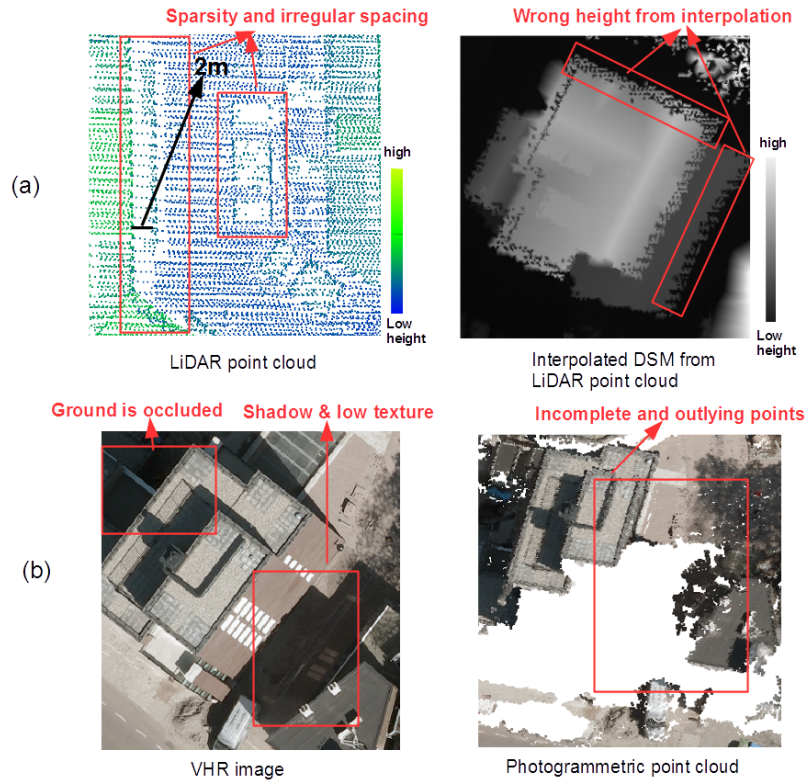 Sparsity and irregular spacing
Wrong height from interpolation
2m
(a)
high
Low
height
high
Low
height
LiDAR point cloud
Interpolated DSM from
LiDAR point cloud
Ground is occluded
Shadow & low texture
Incomplete and outlying points
(b)
VHR image
Photogrammetric point cloud